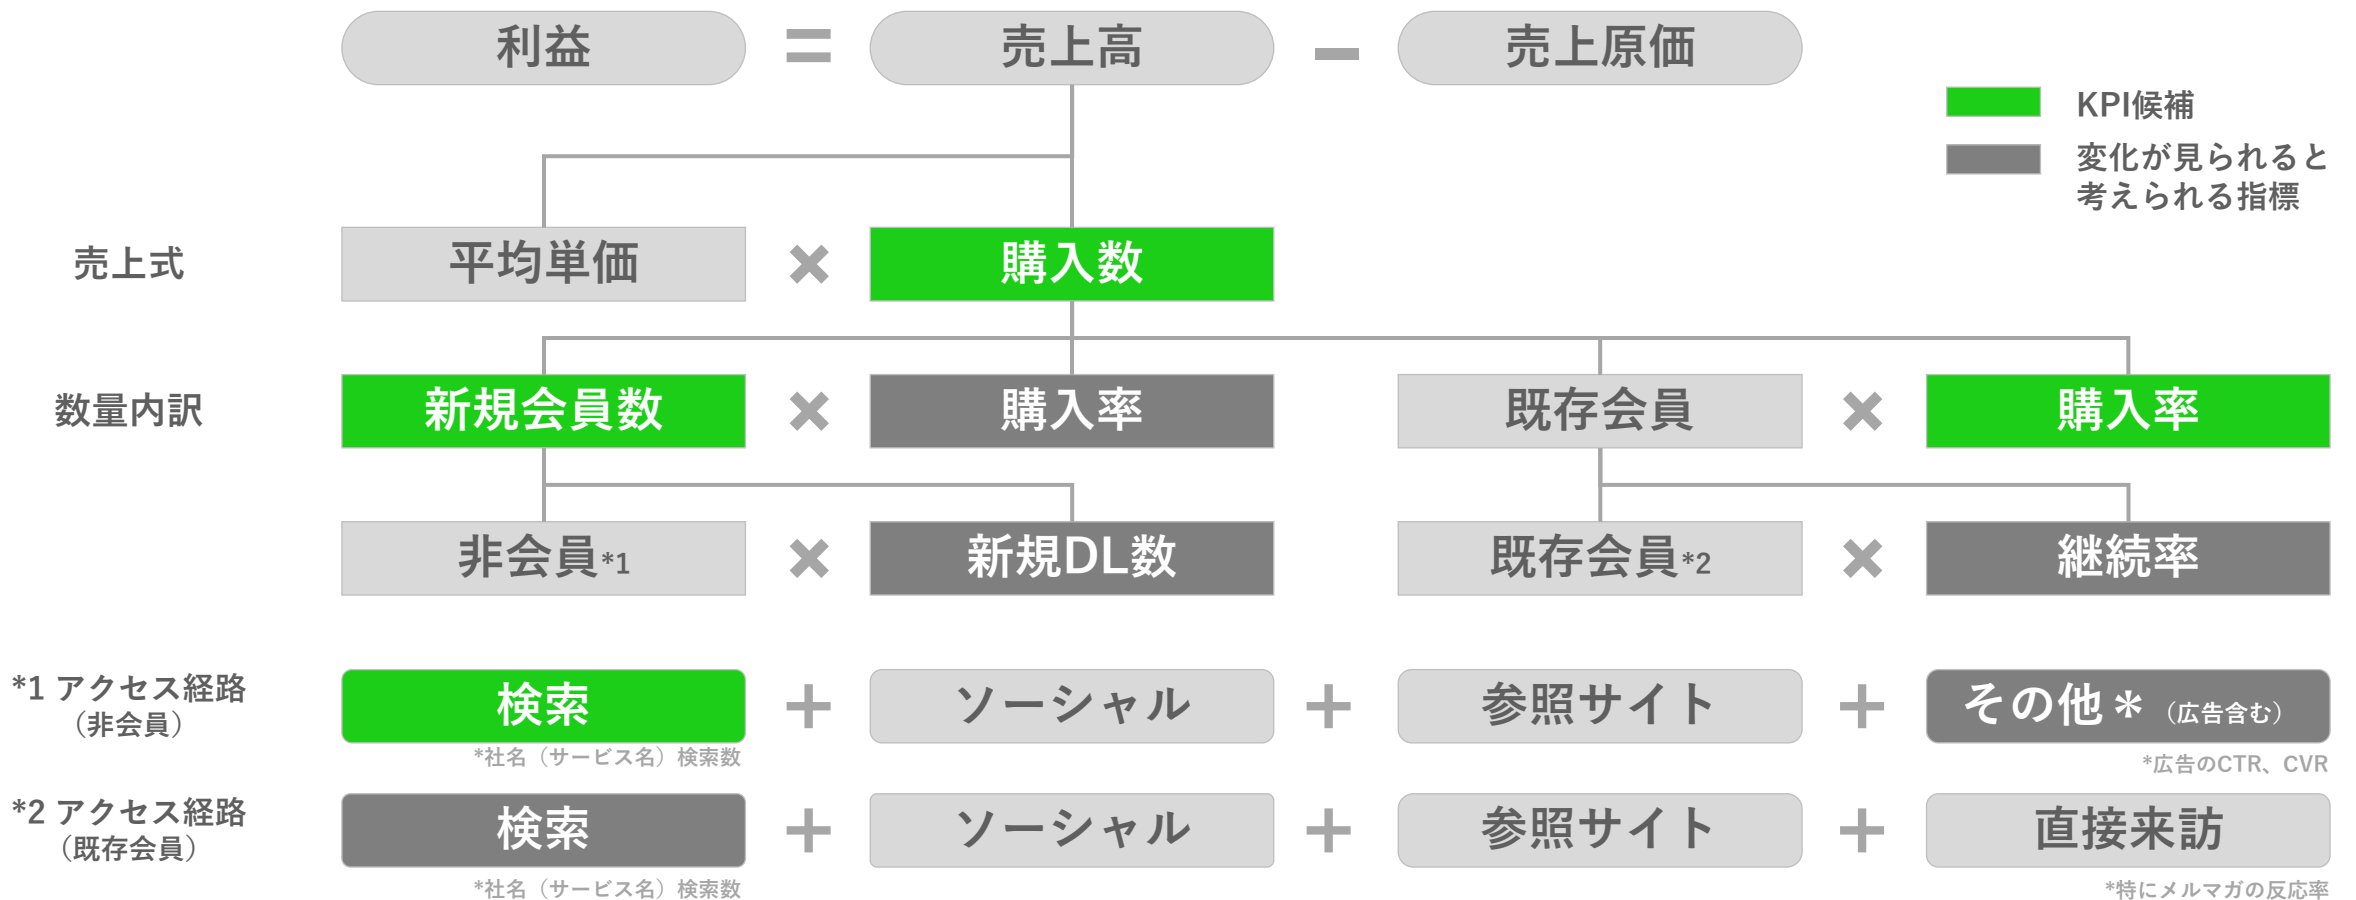 利益 = 売上高 − 売上原価
KPI候補
変化が見られると
考えられる指標
売上式 平均単価 × 購入数
数量内訳 新規会員数 × 購入率 既存会員 × 購入率
非会員*1 × 新規DL数 既存会員*2 × 継続率
*1 アクセス経路
（非会員）
検索 + ソーシャル + 参照サイト + その他＊（広告含む）
*社名（サービス名）検索数
*広告のCTR、CVR
*2 アクセス経路
（既存会員）
検索 + ソーシャル + 参照サイト + 直接来訪
*社名（サービス名）検索数
*特にメルマガの反応率